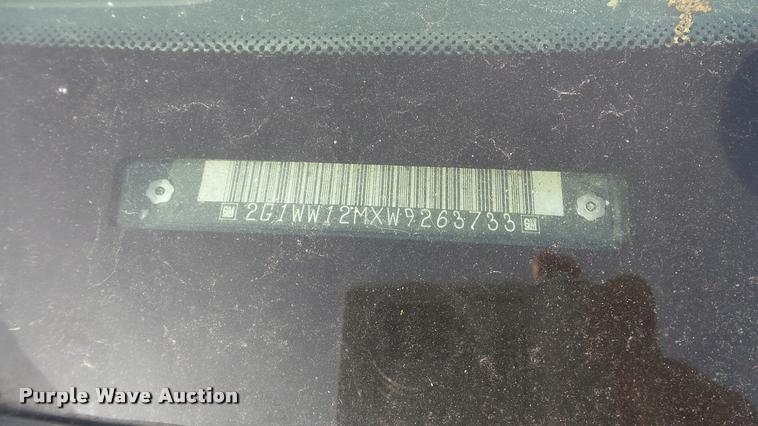 GM 2G1WW12MXW9263733 GM
Purple Wave Auction